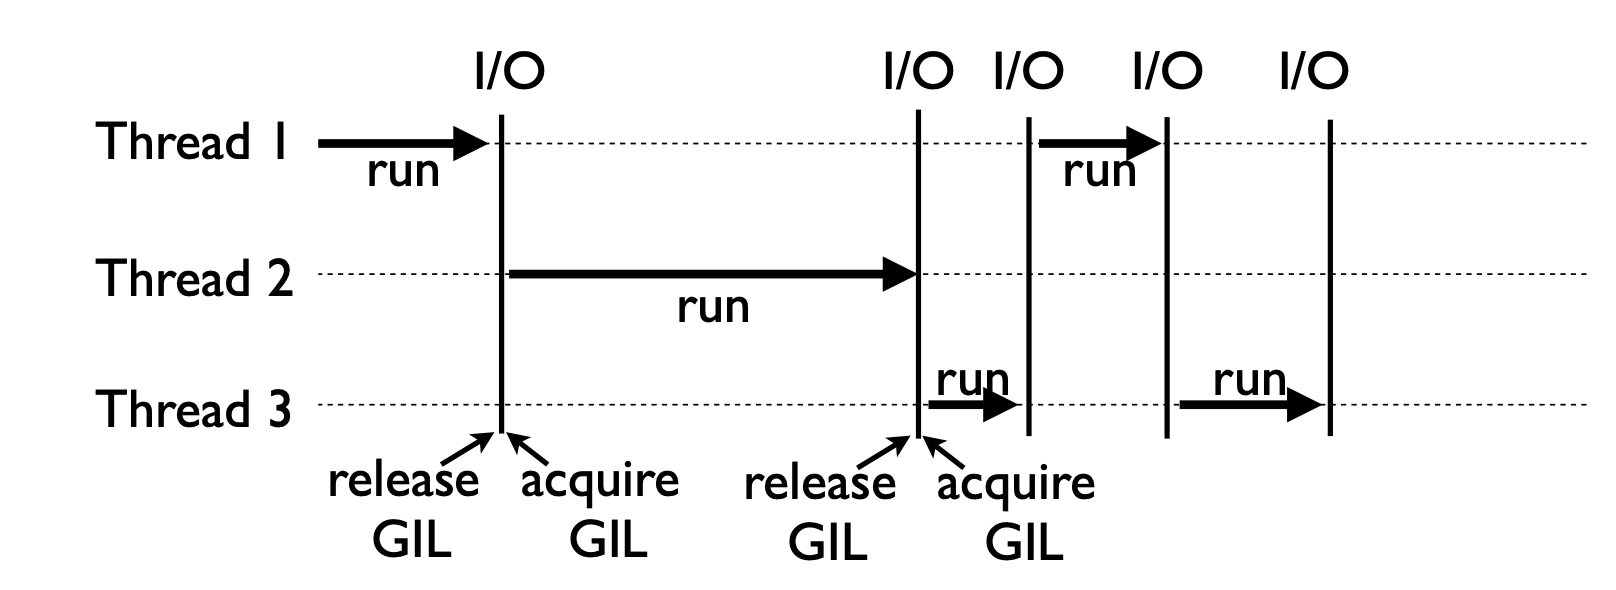 I/O I/O I/O I/O I/O
Thread 1
run run
Thread 2
run
run run
Thread 3
release acquire release acquire
GIL GIL GIL GIL